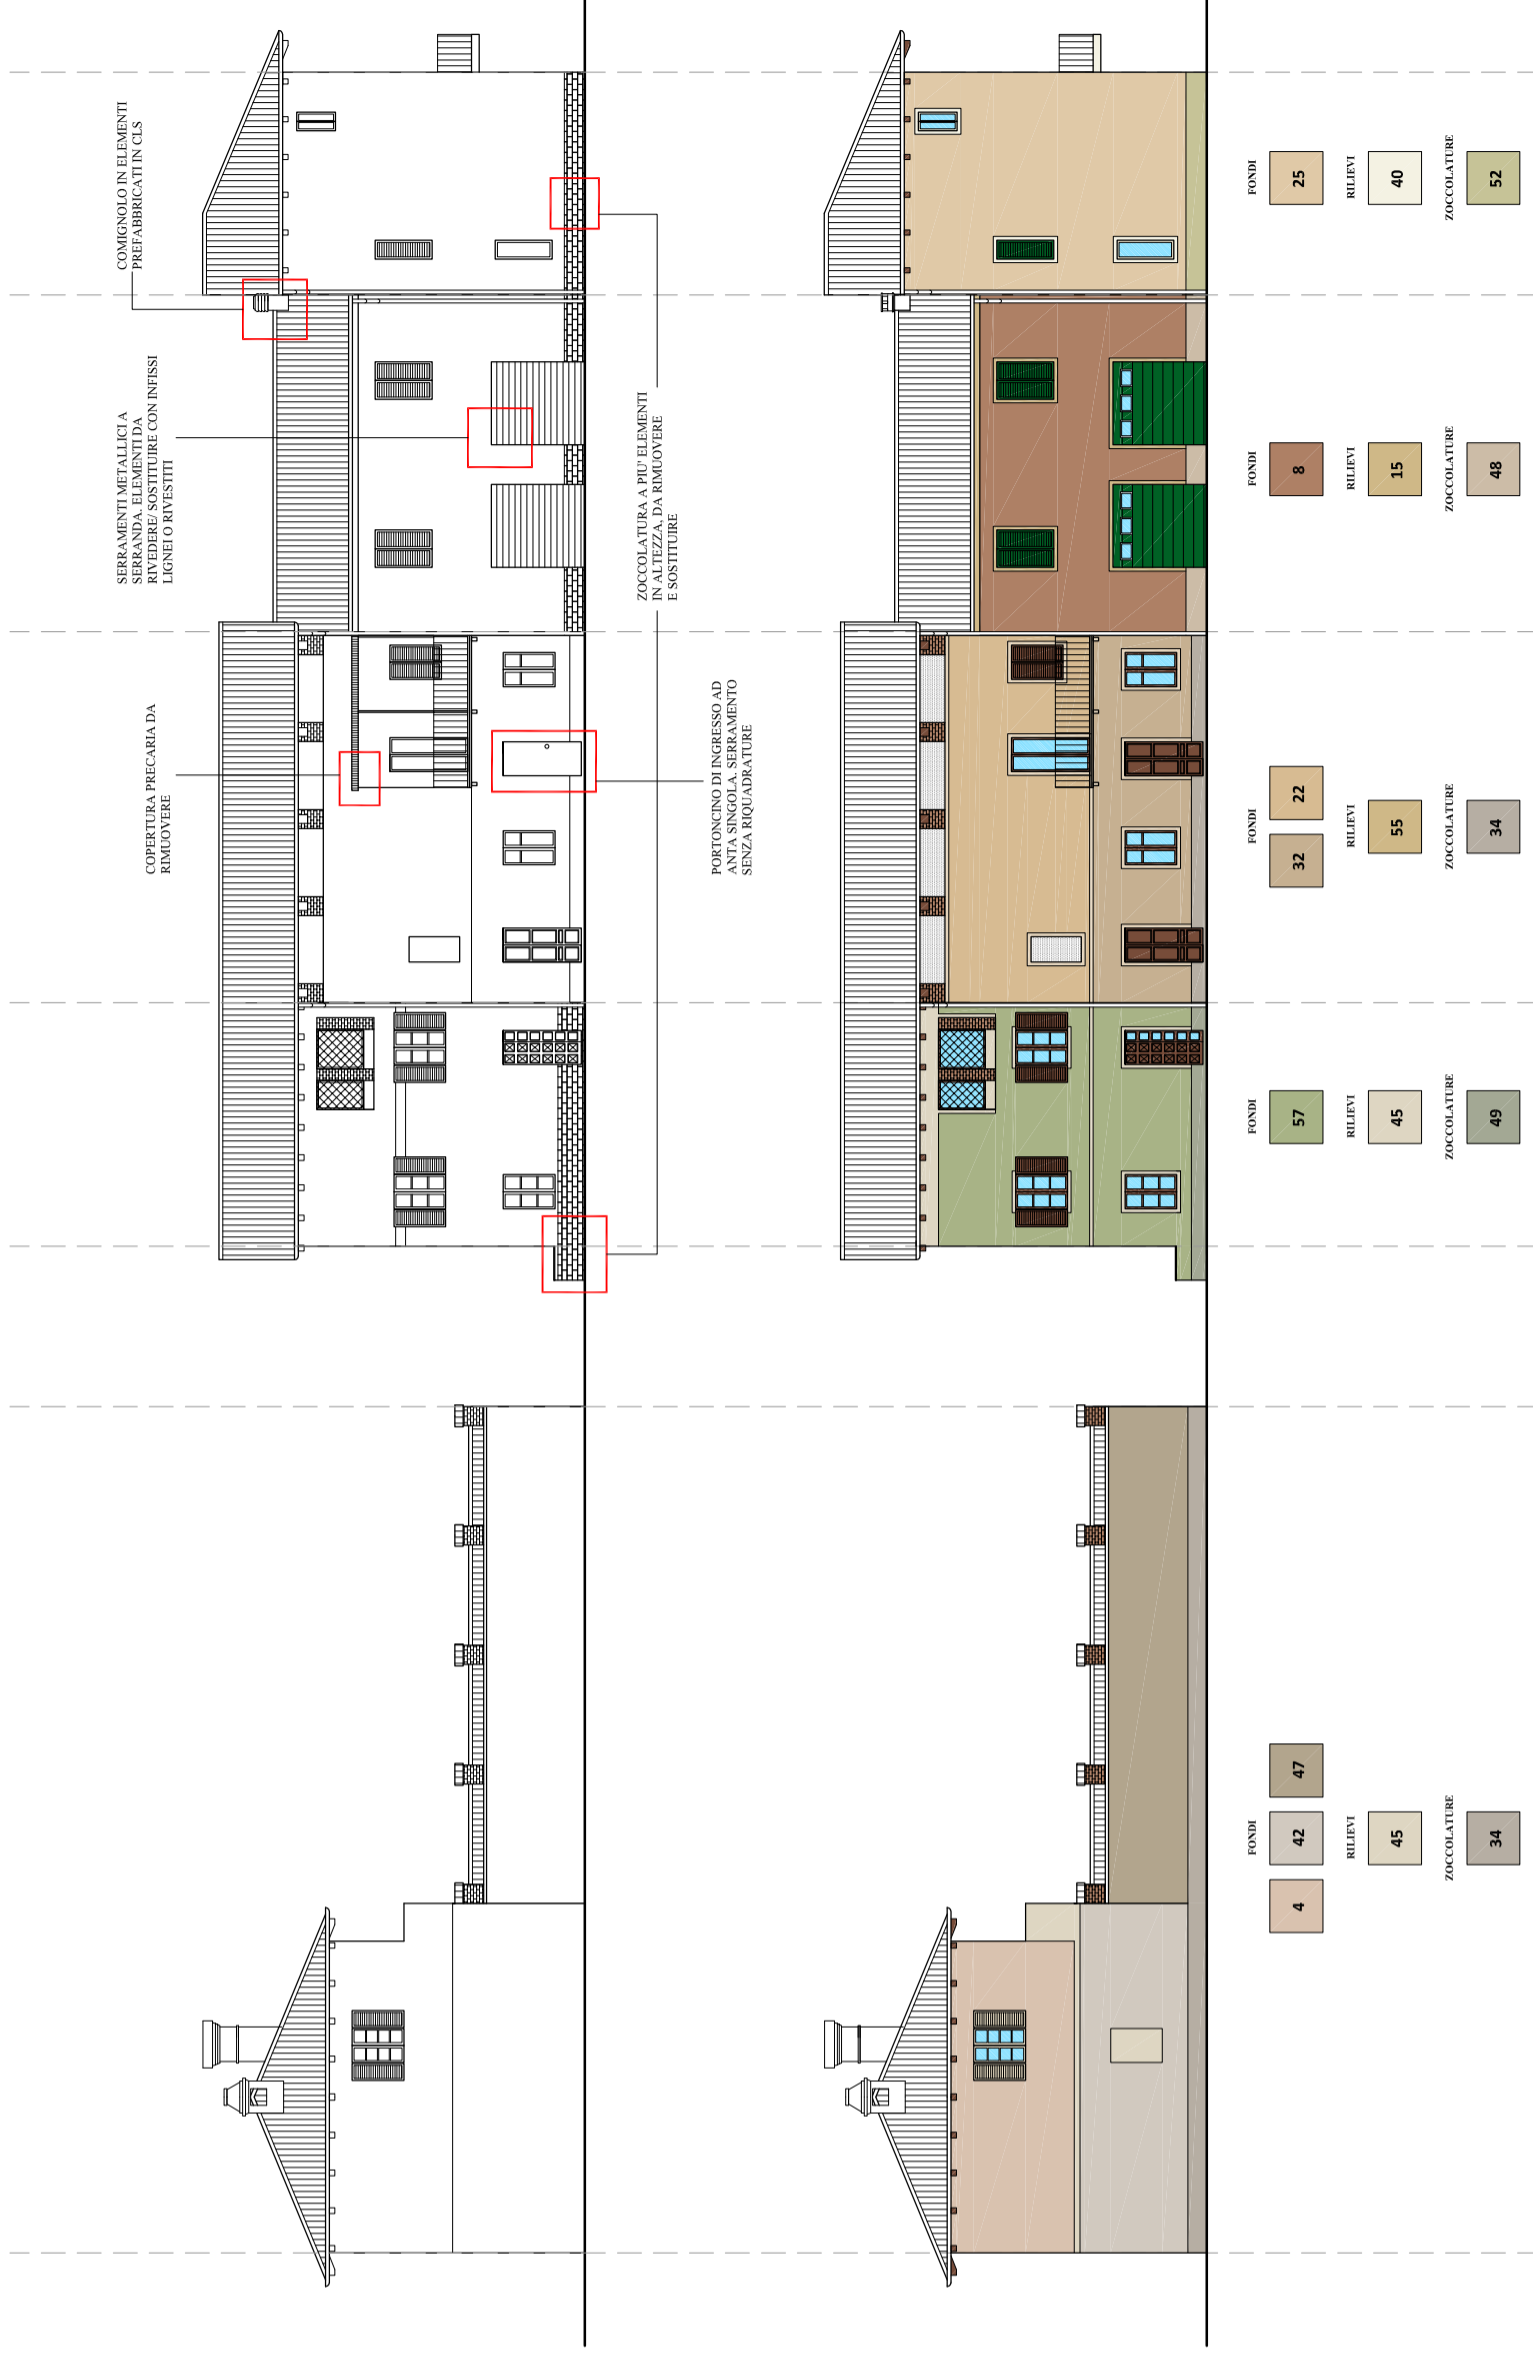 COPERTURA PRECARIA DA
RIMUOVERE
SERRAMENTI METALLICI A
SERRANDA. ELEMENTI DA
RIVEDERE/ SOSTITUIRE CON INFISSI
LIGNEI O RIVESTITI
COMIGNOLO IN ELEMENTI
PREFABBRICATI IN CLS
ZOCCOLATURA A PIU' ELEMENTI
IN ALTEZZA, DA RIMUOVERE
E SOSTITUIRE
PORTONCINO DI INGRESSO AD
ANTA SINGOLA. SERRAMENTO
SENZA RIQUADRATURE
FONDI
4 42 47
RILIEVI
45
ZOCCOLATURE
34
FONDI
57
RILIEVI
45
ZOCCOLATURE
49
FONDI
32 22
RILIEVI
55
ZOCCOLATURE
34
FONDI
8
RILIEVI
15
ZOCCOLATURE
48
FONDI
25
RILIEVI
40
ZOCCOLATURE
52